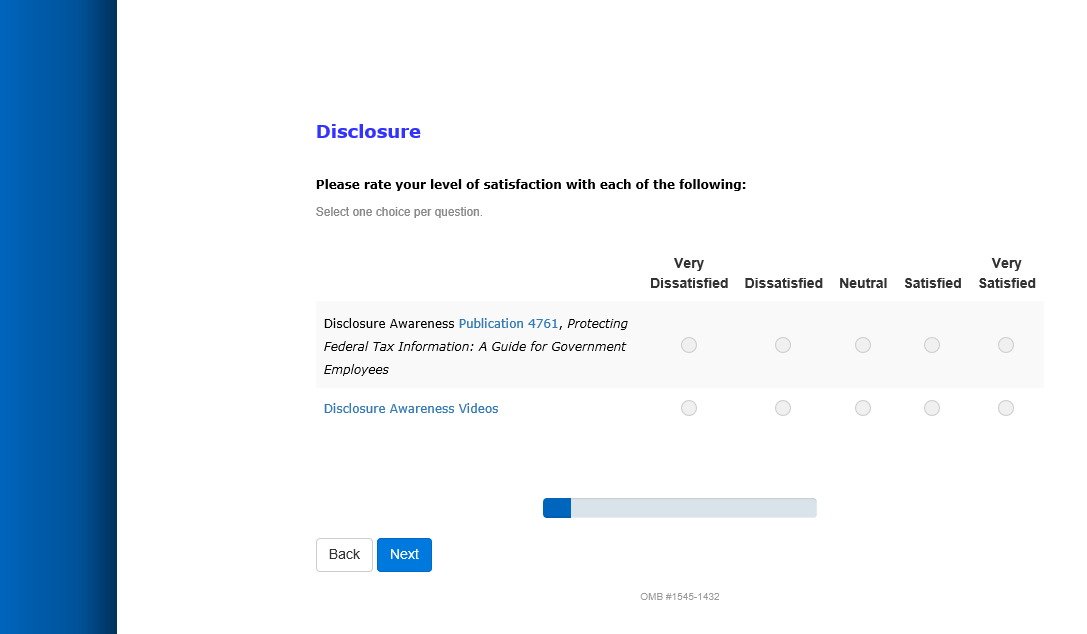 Disclosure
Please rate your level of satisfaction with each of the following:
Select one choice per question.
Very Dissatisfied Dissatisfied Neutral Satisfied Very Satisfied
Disclosure Awareness Publication 4761, Protecting
Federal Tax Information: A Guide for Government
Employees
Disclosure Awareness Videos
Back Next
OMB #1545-1432